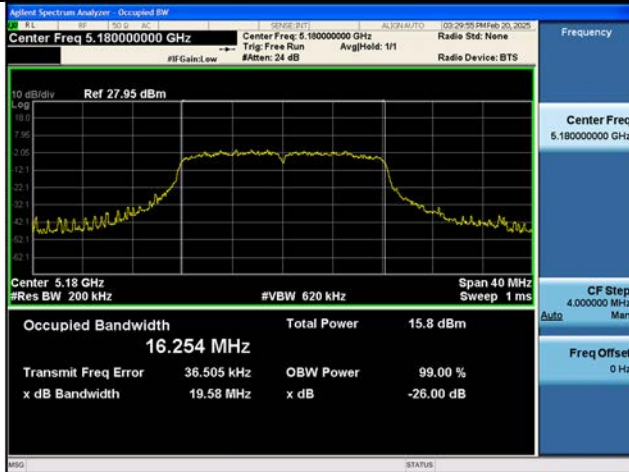 Agilent Spectrum Analyzer - Occupied BW
RL RF 50 Ω AC SENSE:INT ALIGN AUTO 03:29:55 PM Feb 20, 2025
Center Freq 5.180000000 GHz
Center Freq: 5.180000000 GHz
Radio Std: None
Trig: Free Run Avg|Hold: 1/1
#IFGain:Low #Atten: 24 dB Radio Device: BTS
10 dB/div Ref 27.95 dBm
Log
18.0
7.95
-2.05
-12.1
-22.1
-32.1
-42.1
-52.1
-62.1
Center 5.18 GHz Span 40 MHz
#Res BW 200 kHz #VBW 620 kHz Sweep 1 ms
Occupied Bandwidth Total Power 15.8 dBm
16.254 MHz
Transmit Freq Error 36.505 kHz OBW Power 99.00 %
x dB Bandwidth 19.58 MHz x dB -26.00 dB
MSG STATUS
Frequency
Center Freq
5.180000000 GHz
CF Step
4.000000 MHz
Auto Man
Freq Offset
0 Hz